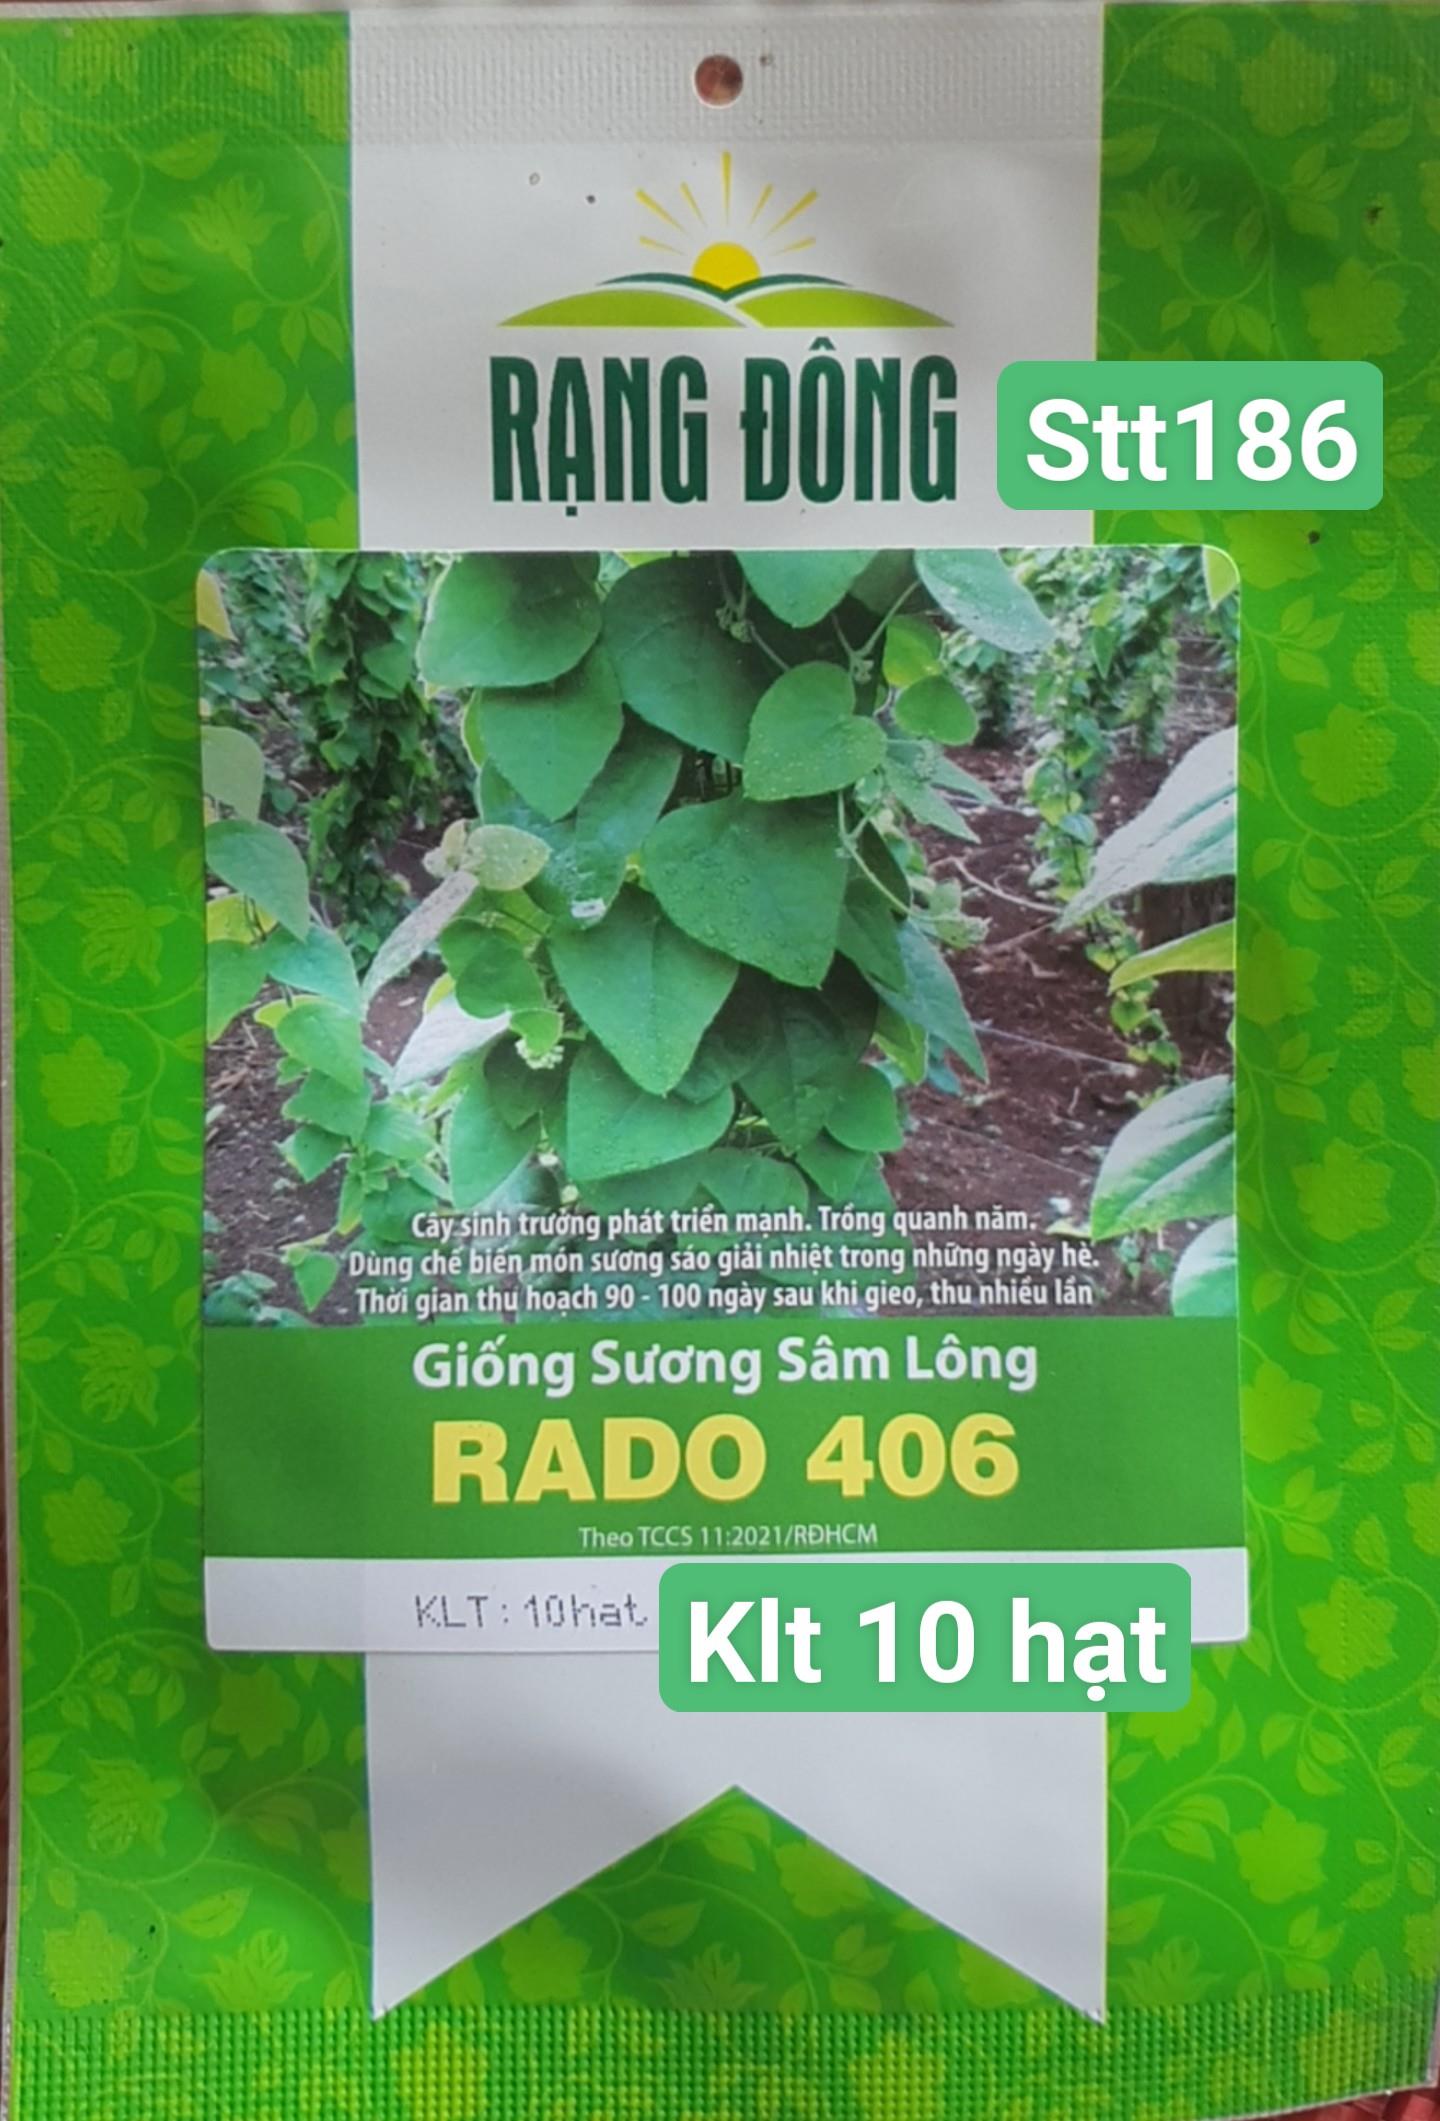 RẠNG ĐÔNG
Stt186
Cây sinh trưởng phát triển mạnh. Trồng quanh năm.
Dùng chế biến món sương sáo giải nhiệt trong những ngày hè.
Thời gian thu hoạch 90 - 100 ngày sau khi gieo, thu nhiều lần
Giống Sương Sâm Lông
RADO 406
Theo TCCS 11:2021/RĐHCM
KLT: 10hat
Klt 10 hạt